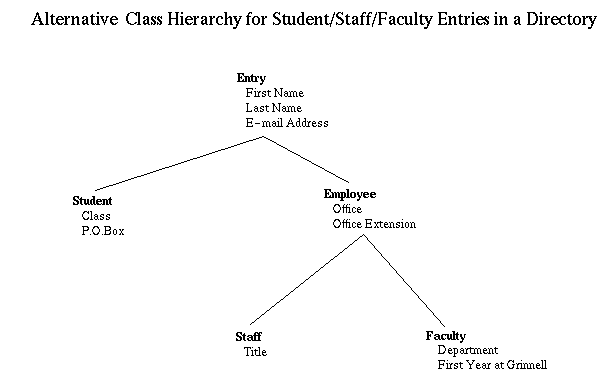 Alternative Class Hierarchy for Student/Staff/Faculty Entries in a Directory
Entry
First Name
Last Name
E-mail Address
Student
Class
P.O.Box
Employee
Office
Office Extension
Staff
Title
Faculty
Department
First Year at Grinnell